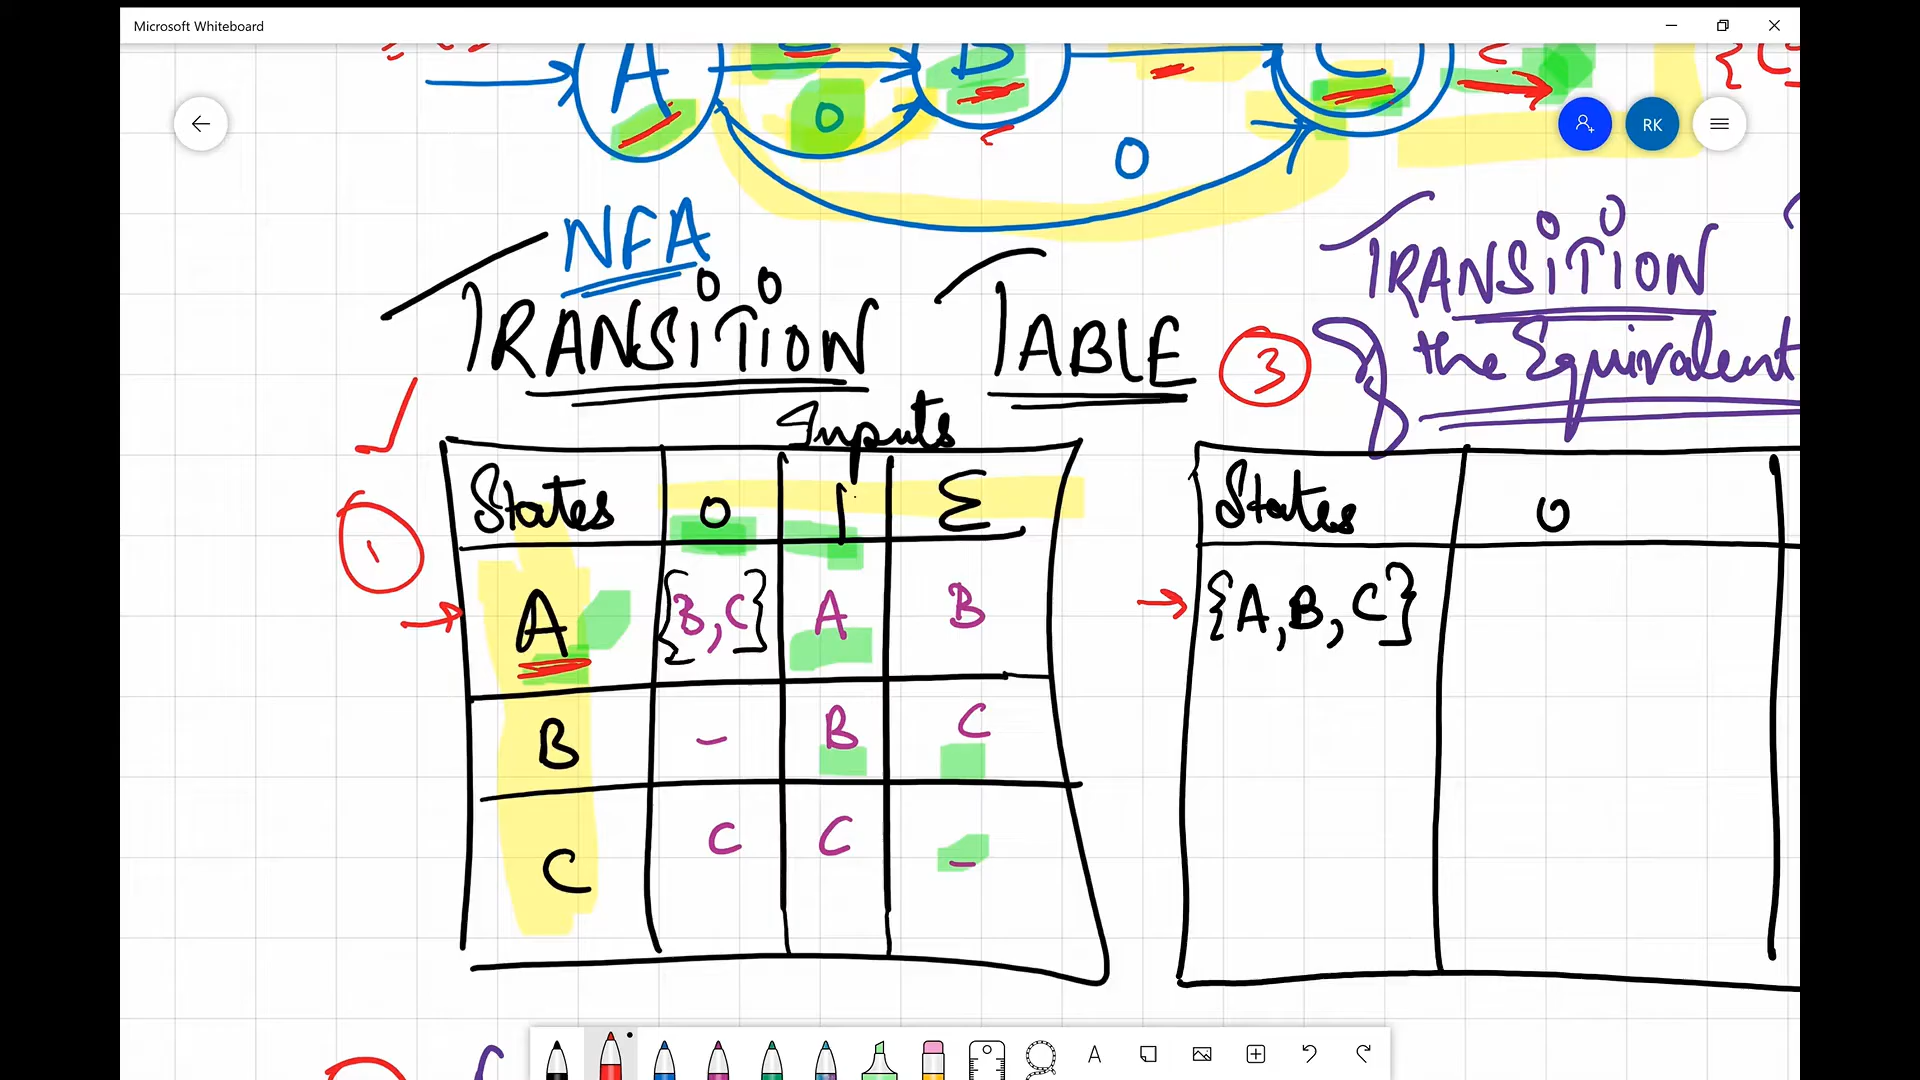 Microsoft Whiteboard
A
0
B
0
RK
NFA
TRANSITION TABLE
3
TRANSITION
of the Equivalent
Inputs
States 0 1 Ɛ
1
A {B,C} A B
B - B C
C C C -
States 0
{A,B,C}
A